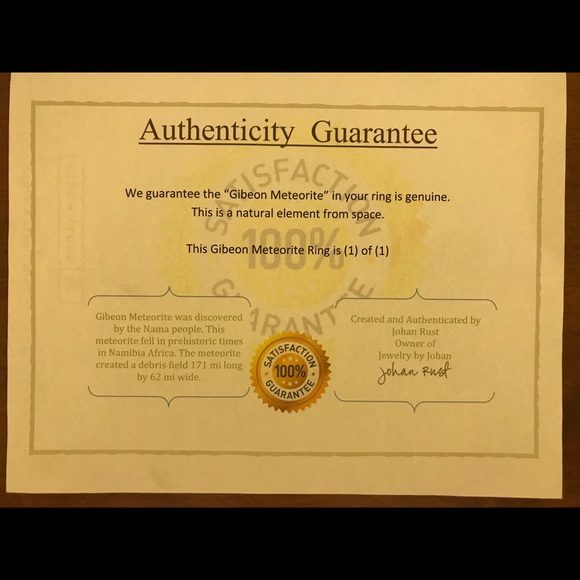 Authenticity Guarantee
SATISFACTION
100%
GUARANTEE
We guarantee the “Gibeon Meteorite” in your ring is genuine.
This is a natural element from space.
This Gibeon Meteorite Ring is (1) of (1)
Gibeon Meteorite was discovered
by the Nama people. This
meteorite fell in prehistoric times
in Namibia Africa. The meteorite
created a debris field 171 mi long
by 62 mi wide.
SATISFACTION
100%
GUARANTEE
Created and Authenticated by
Johan Rust
Owner of
Jewelry by Johan
Johan Rust